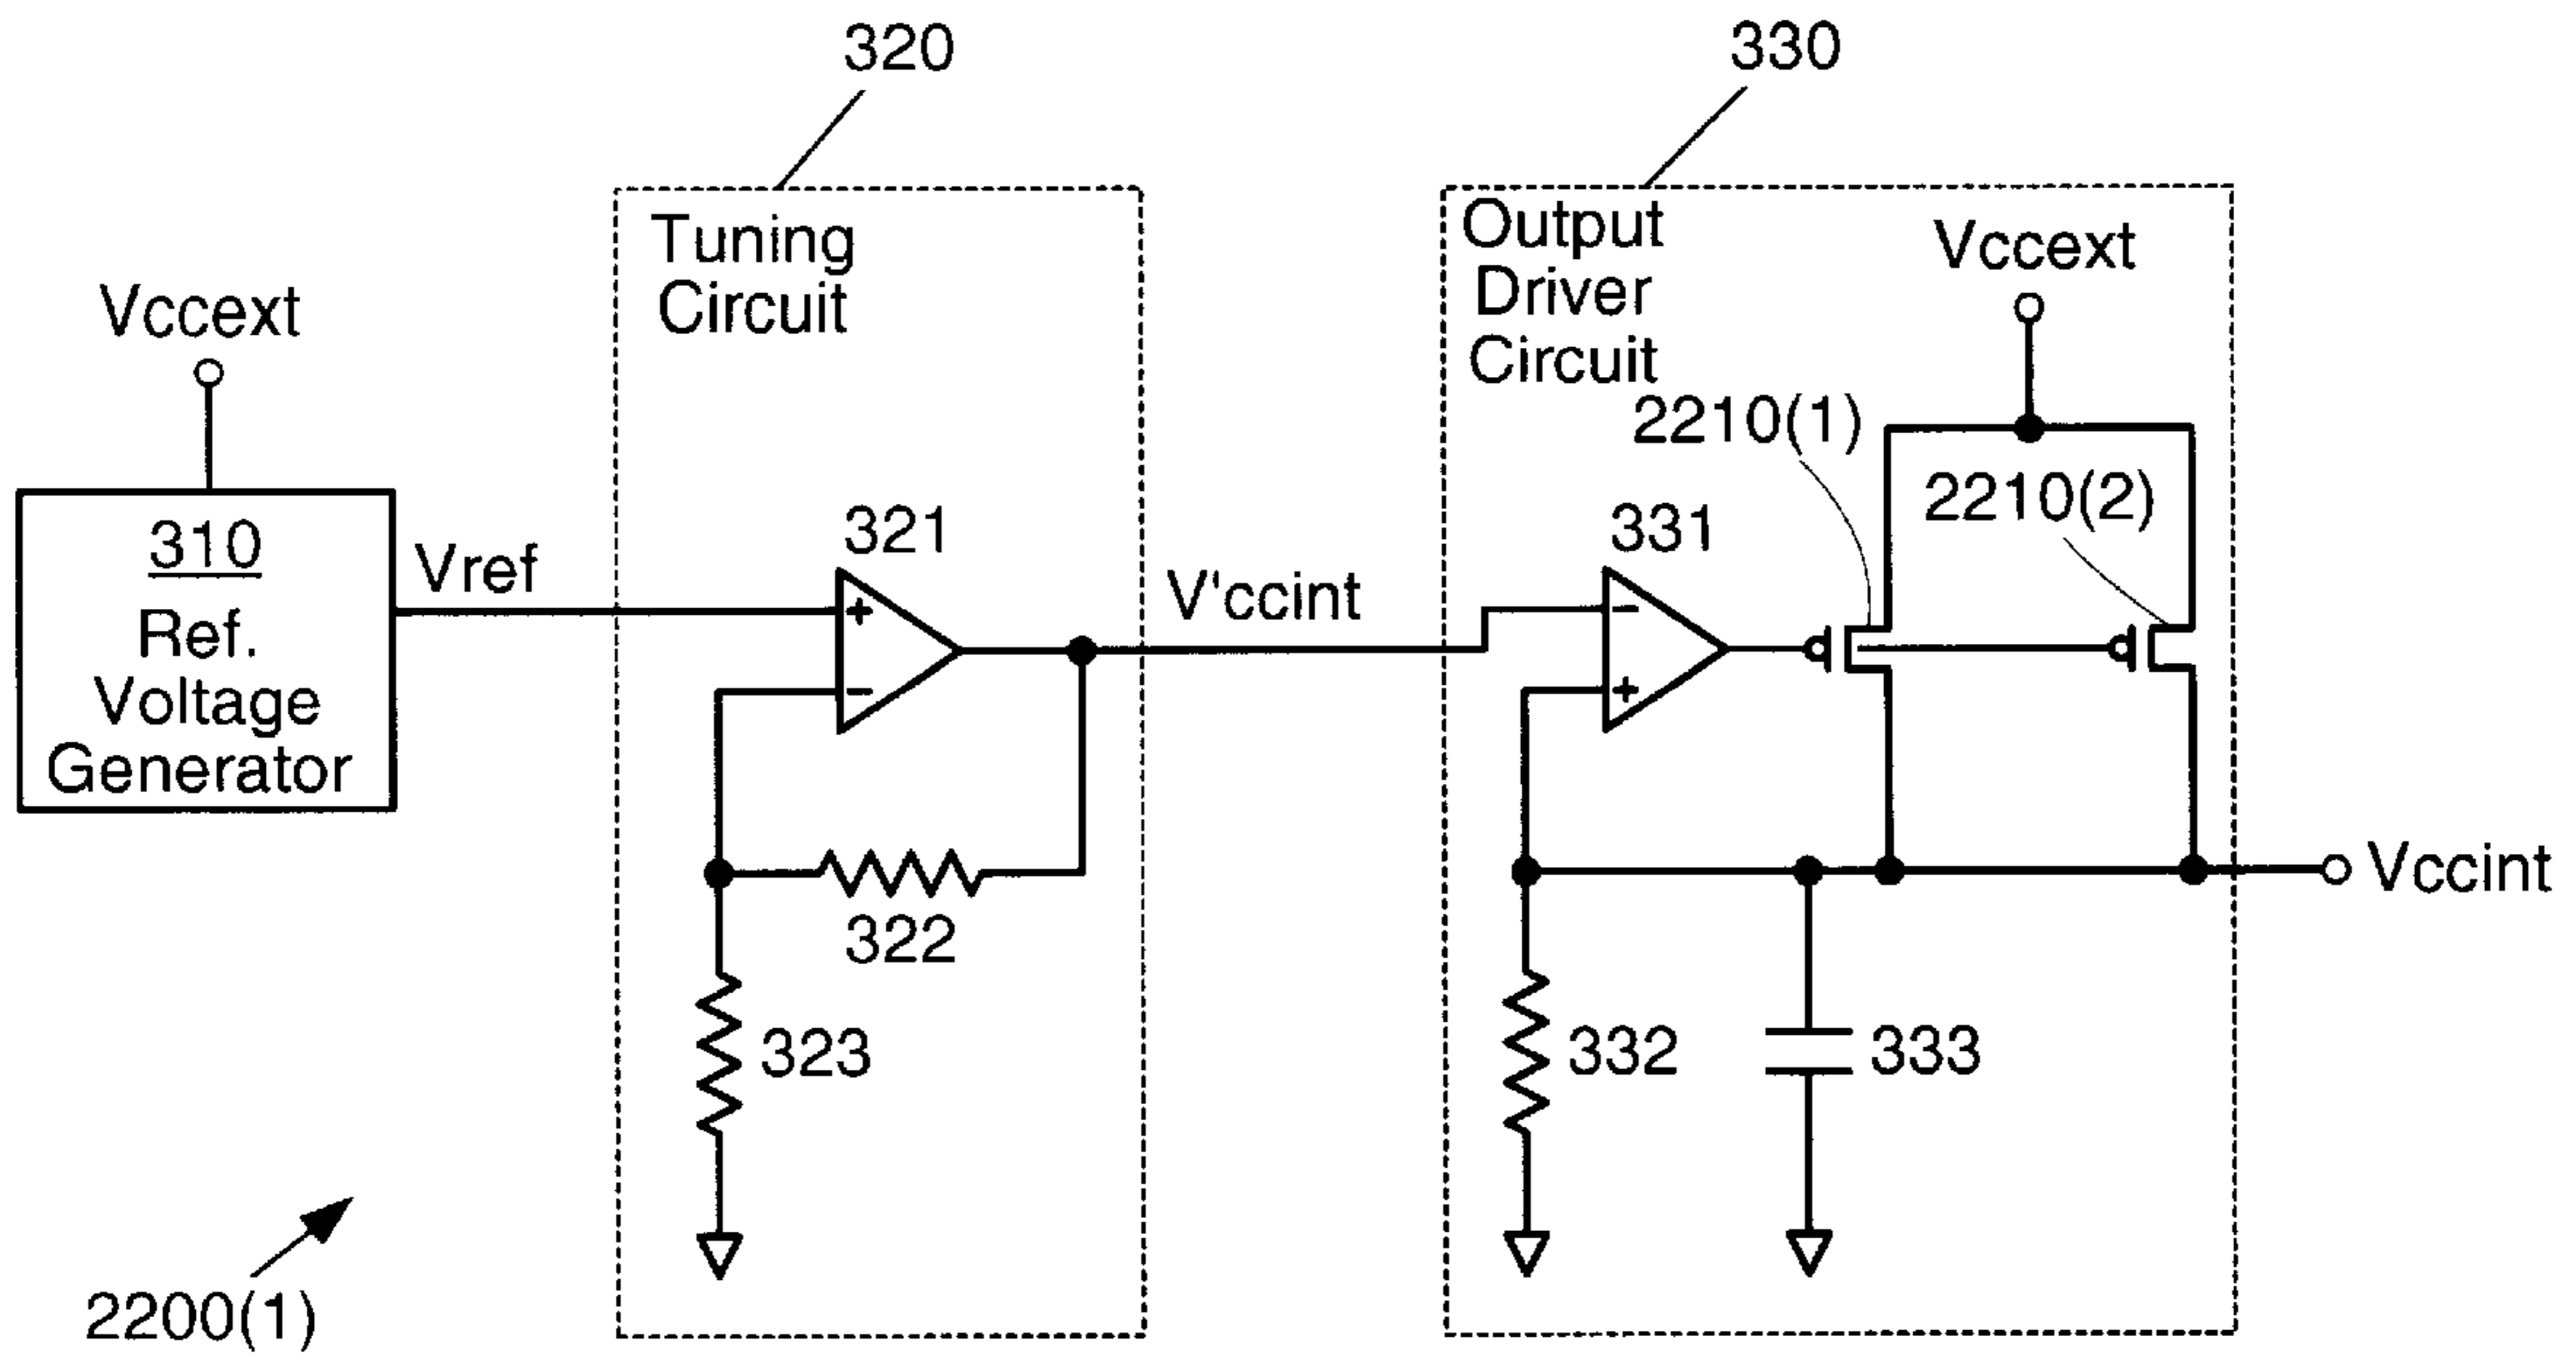 320
330
Tuning
Circuit
Output
Driver
Circuit
Vccext
Vccext
2210(1)
2210(2)
310
Ref.
Voltage
Generator
Vref
321
+
−
V'ccint
331
−
+
322
323
332
333
Vccint
2200(1)